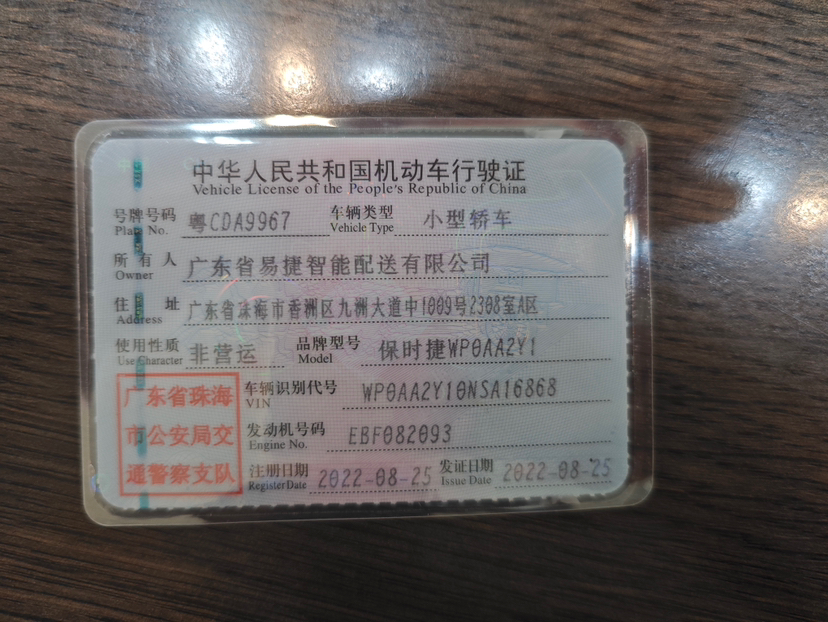 中华人民共和国机动车行驶证
Vehicle License of the People's Republic of China
号牌号码 粤CDA9967 车辆类型 小型轿车
Plate No. Vehicle Type
所有人 广东省易捷智能配送有限公司
Owner
住址 广东省珠海市香洲区九洲大道中1009号2308室A区
Address
使用性质 非营运 品牌型号 保时捷WP0AA2Y1
Use Character Model
广东省珠海 车辆识别代号 WP0AA2Y10NSA16868
VIN
市公安局交 发动机号码 EBF082093
Engine No.
通警察支队 注册日期 2022-08-25 发证日期 2022-08-25
Register Date Issue Date